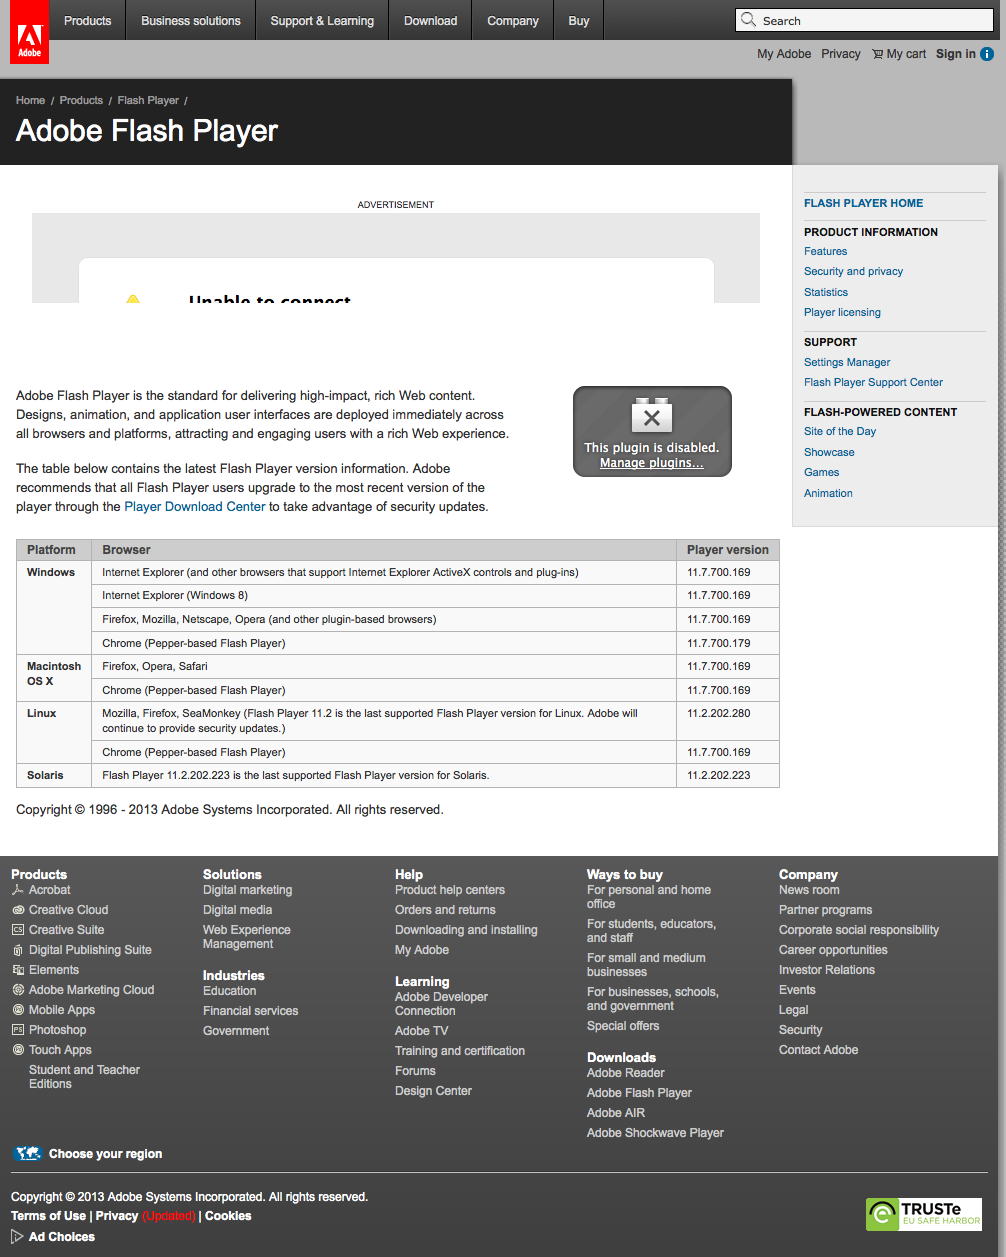 Products
Business solutions
Support & Learning
Download
Company
Buy
Search
Adobe
My Adobe
Privacy
My cart
Sign in
i
Home / Products / Flash Player /
Adobe Flash Player
ADVERTISEMENT
Unable to connect
Adobe Flash Player is the standard for delivering high-impact, rich Web content.
Designs, animation, and application user interfaces are deployed immediately across
all browsers and platforms, attracting and engaging users with a rich Web experience.
This plugin is disabled.
Manage plugins...
The table below contains the latest Flash Player version information. Adobe
recommends that all Flash Player users upgrade to the most recent version of the
player through the Player Download Center to take advantage of security updates.
FLASH PLAYER HOME
PRODUCT INFORMATION
Features
Security and privacy
Statistics
Player licensing
SUPPORT
Settings Manager
Flash Player Support Center
FLASH-POWERED CONTENT
Site of the Day
Showcase
Games
Animation
Platform Browser Player version
Windows Internet Explorer (and other browsers that support Internet Explorer ActiveX controls and plug-ins) 11.7.700.169
Internet Explorer (Windows 8) 11.7.700.169
Firefox, Mozilla, Netscape, Opera (and other plugin-based browsers) 11.7.700.169
Chrome (Pepper-based Flash Player) 11.7.700.179
Macintosh Firefox, Opera, Safari 11.7.700.169
OS X
Chrome (Pepper-based Flash Player) 11.7.700.169
Linux Mozilla, Firefox, SeaMonkey (Flash Player 11.2 is the last supported Flash Player version for Linux. Adobe will 11.2.202.280
continue to provide security updates.)
Chrome (Pepper-based Flash Player) 11.7.700.169
Solaris Flash Player 11.2.202.223 is the last supported Flash Player version for Solaris. 11.2.202.223
Copyright © 1996 - 2013 Adobe Systems Incorporated. All rights reserved.
Products
Acrobat
Creative Cloud
CS Creative Suite
Digital Publishing Suite
Elements
Adobe Marketing Cloud
Mobile Apps
PS Photoshop
Touch Apps
Student and Teacher
Editions
Solutions
Digital marketing
Digital media
Web Experience
Management
Industries
Education
Financial services
Government
Help
Product help centers
Orders and returns
Downloading and installing
My Adobe
Learning
Adobe Developer
Connection
Adobe TV
Training and certification
Forums
Design Center
Ways to buy
For personal and home
office
For students, educators,
and staff
For small and medium
businesses
For businesses, schools,
and government
Special offers
Downloads
Adobe Reader
Adobe Flash Player
Adobe AIR
Adobe Shockwave Player
Company
News room
Partner programs
Corporate social responsibility
Career opportunities
Investor Relations
Events
Legal
Security
Contact Adobe
Choose your region
Copyright © 2013 Adobe Systems Incorporated. All rights reserved.
Terms of Use | Privacy (Updated) | Cookies
Ad Choices
TRUSTe
EU SAFE HARBOR